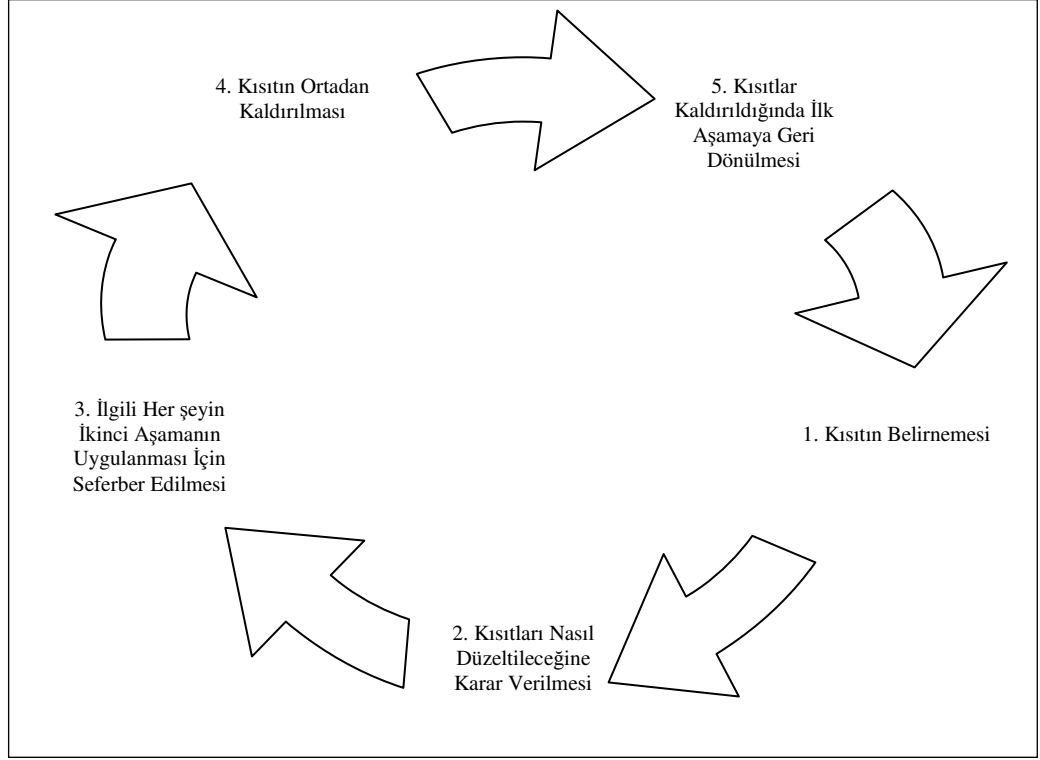 4. Kısıtın Ortadan
Kaldırılması
5. Kısıtlar
Kaldırıldığında İlk
Aşamaya Geri
Dönülmesi
1. Kısıtın Belirnemesi
2. Kısıtları Nasıl
Düzeltileceğine
Karar Verilmesi
3. İlgili Her şeyin
İkinci Aşamanın
Uygulanması İçin
Seferber Edilmesi